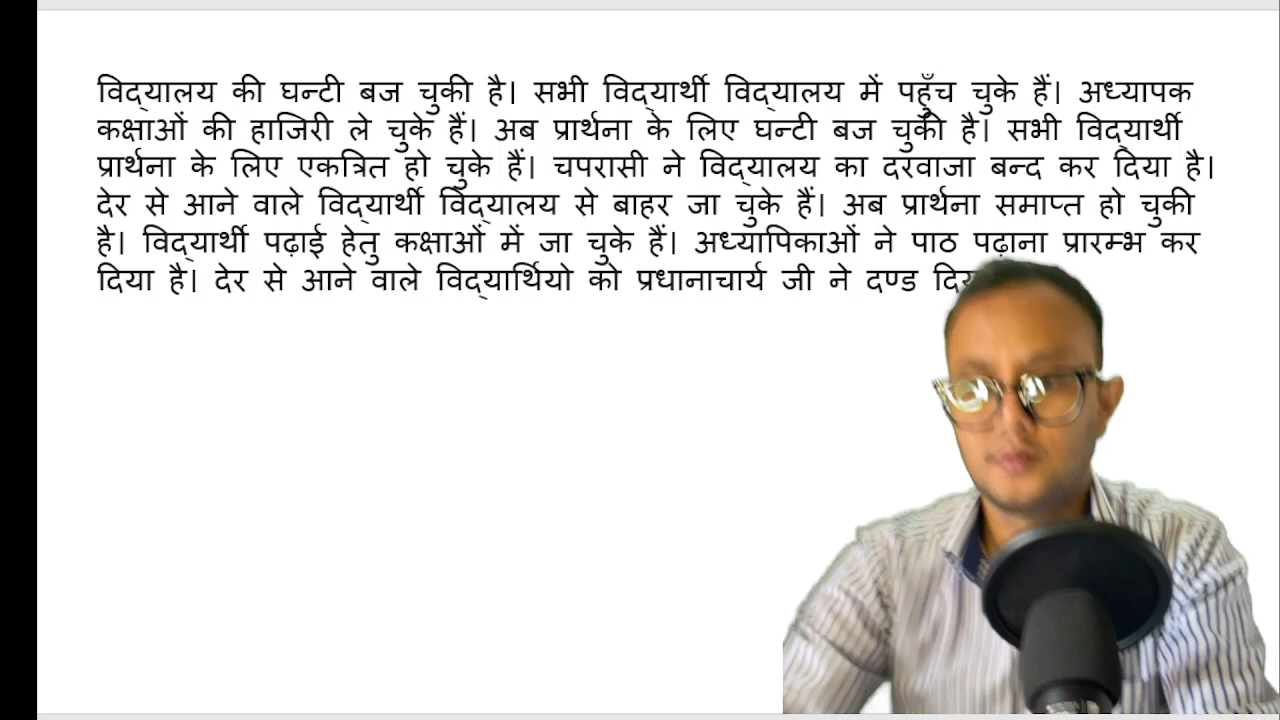 विद्यालय की घन्टी बज चुकी है। सभी विद्यार्थी विद्यालय में पहुँच चुके हैं। अध्यापक
कक्षाओं की हाजिरी ले चुके हैं। अब प्रार्थना के लिए घन्टी बज चुकी है। सभी विद्यार्थी
प्रार्थना के लिए एकत्रित हो चुके हैं। चपरासी ने विद्यालय का दरवाजा बन्द कर दिया है।
देर से आने वाले विद्यार्थी विद्यालय से बाहर जा चुके हैं। अब प्रार्थना समाप्त हो चुकी
है। विद्यार्थी पढ़ाई हेतु कक्षाओं में जा चुके हैं। अध्यापिकाओं ने पाठ पढ़ाना प्रारम्भ कर
दिया है। देर से आने वाले विद्यार्थियो को प्रधानाचार्य जी ने दण्ड